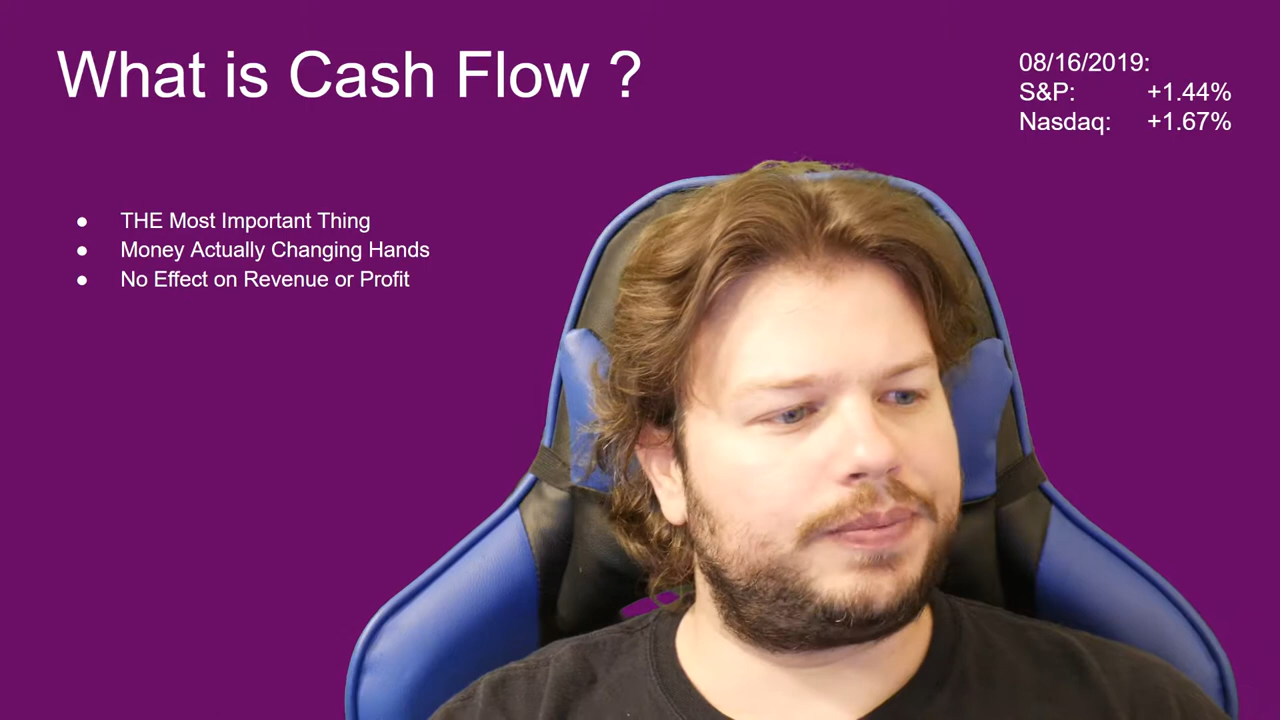 What is Cash Flow ?
08/16/2019:
S&P: +1.44%
Nasdaq: +1.67%
● THE Most Important Thing
● Money Actually Changing Hands
● No Effect on Revenue or Profit